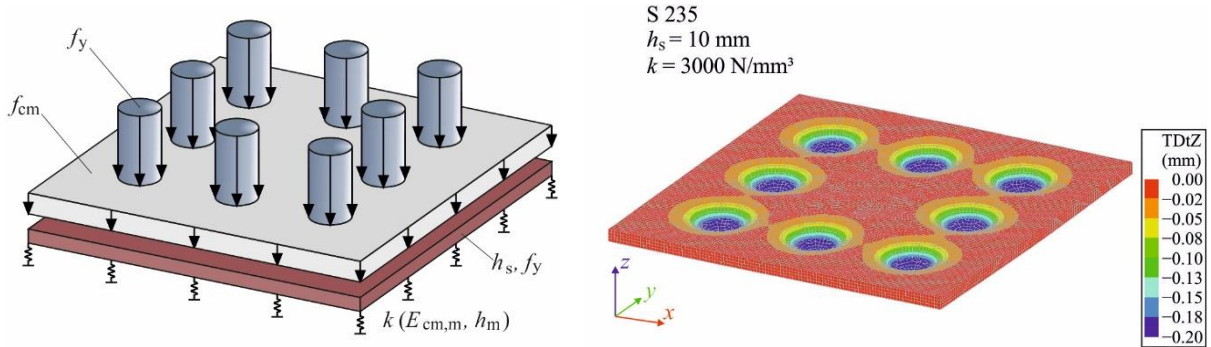 f_y
f_cm
h_s, f_y
k (E_cm,m, h_m)
S 235
h_s = 10 mm
k = 3000 N/mm³
z
y
x
TDtZ
(mm)
0.00
−0.02
−0.05
−0.08
−0.10
−0.13
−0.15
−0.18
−0.20